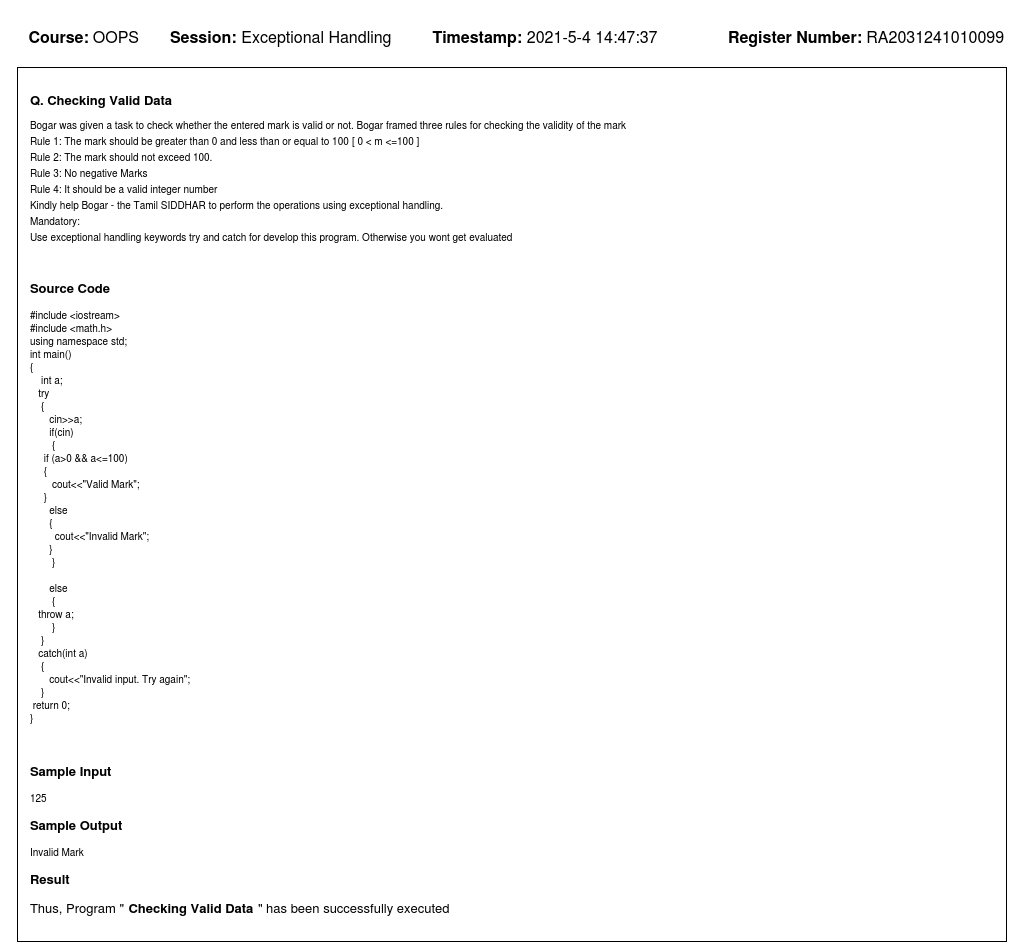 Course: OOPS Session: Exceptional Handling Timestamp: 2021-5-4 14:47:37 Register Number: RA2031241010099
Q. Checking Valid Data
Bogar was given a task to check whether the entered mark is valid or not. Bogar framed three rules for checking the validity of the mark
Rule 1: The mark should be greater than 0 and less than or equal to 100 [ 0 < m <=100 ]
Rule 2: The mark should not exceed 100.
Rule 3: No negative Marks
Rule 4: It should be a valid integer number
Kindly help Bogar - the Tamil SIDDHAR to perform the operations using exceptional handling.
Mandatory:
Use exceptional handling keywords try and catch for develop this program. Otherwise you wont get evaluated
Source Code
#include <iostream>
#include <math.h>
using namespace std;
int main()
{
    int a;
   try
    {
       cin>>a;
       if(cin)
        {
     if (a>0 && a<=100)
     {
        cout<<"Valid Mark";
     }
       else
       {
         cout<<"Invalid Mark";
       }
        }
       else
        {
   throw a;
        }
    }
   catch(int a)
    {
       cout<<"Invalid input. Try again";
    }
 return 0;
}
Sample Input
125
Sample Output
Invalid Mark
Result
Thus, Program " Checking Valid Data " has been successfully executed